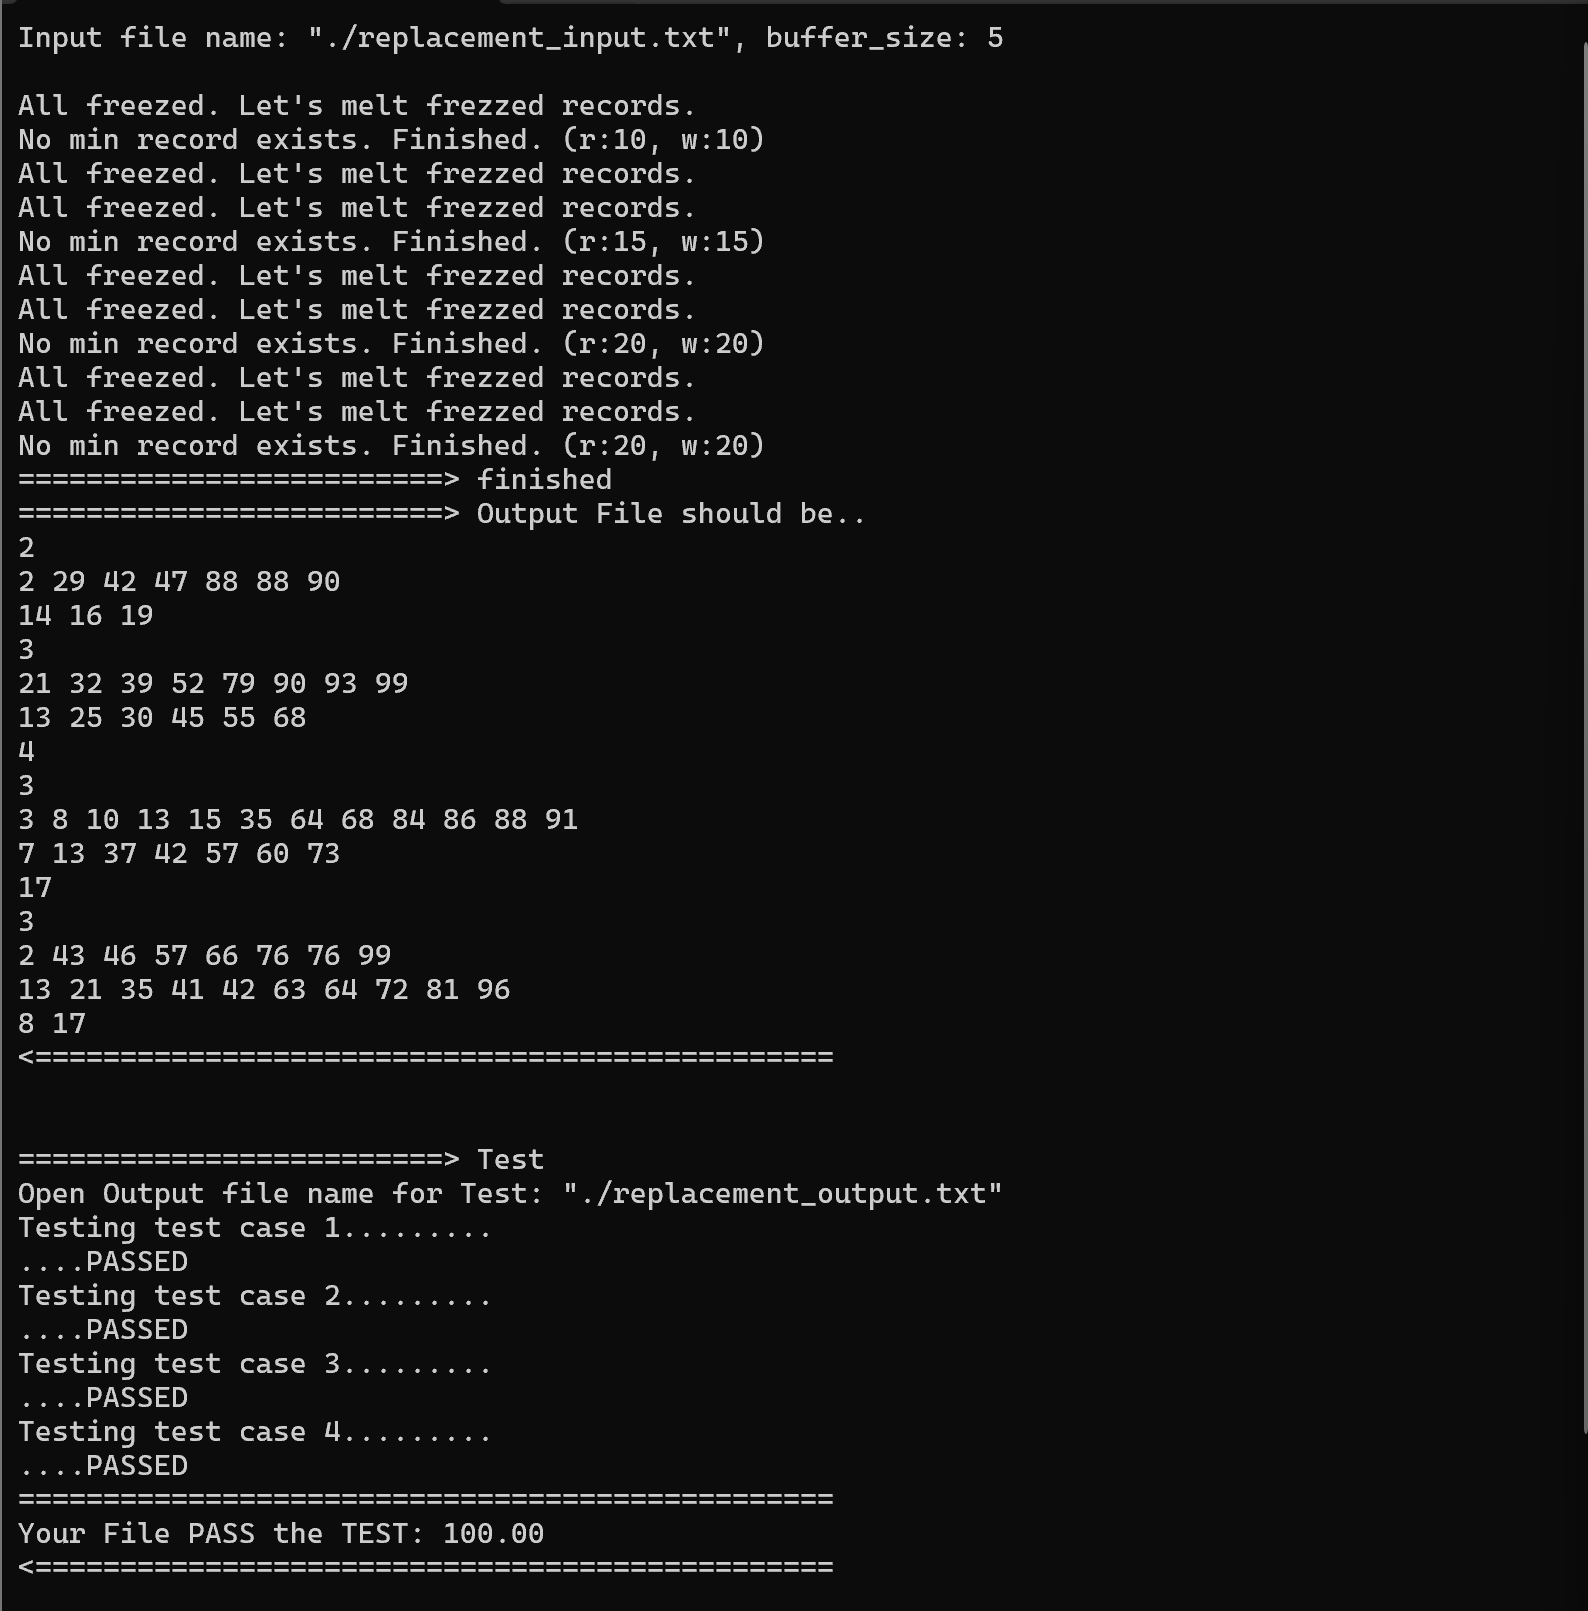 Input file name: "./replacement_input.txt", buffer_size: 5
All freezed. Let's melt frezzed records.
No min record exists. Finished. (r:10, w:10)
All freezed. Let's melt frezzed records.
All freezed. Let's melt frezzed records.
No min record exists. Finished. (r:15, w:15)
All freezed. Let's melt frezzed records.
All freezed. Let's melt frezzed records.
No min record exists. Finished. (r:20, w:20)
All freezed. Let's melt frezzed records.
All freezed. Let's melt frezzed records.
No min record exists. Finished. (r:20, w:20)
=========================> finished
=========================> Output File should be..
2
2 29 42 47 88 88 90
14 16 19
3
21 32 39 52 79 90 93 99
13 25 30 45 55 68
4
3
3 8 10 13 15 35 64 68 84 86 88 91
7 13 37 42 57 60 73
17
3
2 43 46 57 66 76 76 99
13 21 35 41 42 63 64 72 81 96
8 17
<===============================================
=========================> Test
Open Output file name for Test: "./replacement_output.txt"
Testing test case 1.........
....PASSED
Testing test case 2.........
....PASSED
Testing test case 3.........
....PASSED
Testing test case 4.........
....PASSED
================================================
Your File PASS the TEST: 100.00
<===============================================